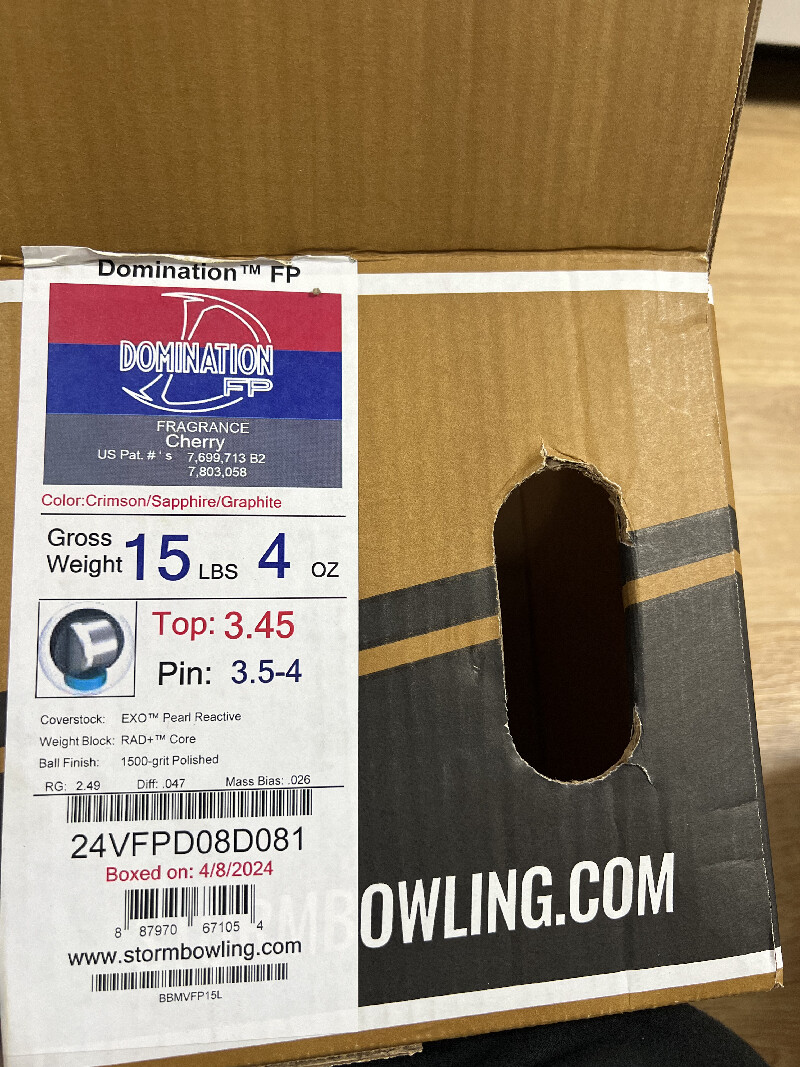 Domination™ FP
DOMINATION
FP
FRAGRANCE
Cherry
US Pat. # ' s 7,699,713 B2
7,803,058
Color:Crimson/Sapphire/Graphite
Gross Weight 15 LBS 4 OZ
Top: 3.45
Pin: 3.5-4
Coverstock: EXO™ Pearl Reactive
Weight Block: RAD+™ Core
Ball Finish: 1500-grit Polished
RG: 2.49 Diff: .047 Mass Bias: .026
24VFPD08D081
Boxed on: 4/8/2024
8 87970 67105 4
www.stormbowling.com
BBMVFP15L
RMBOWLING.COM